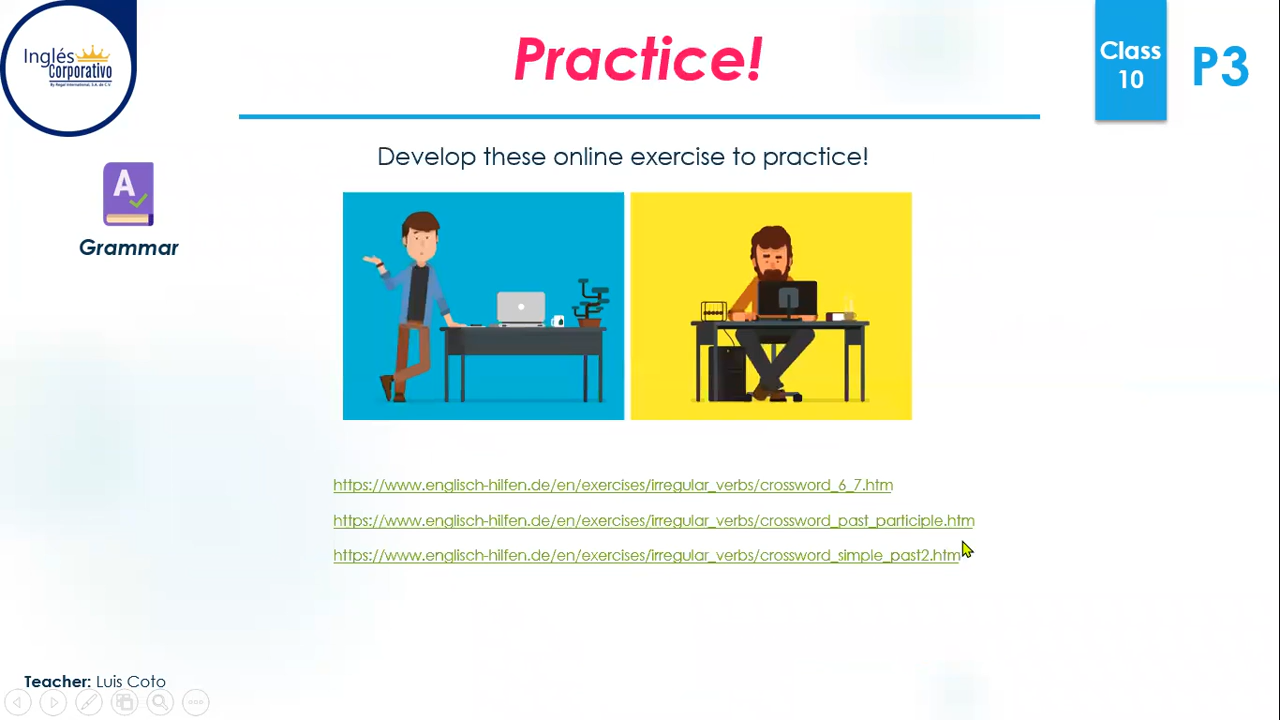 Inglés
Corporativo
By Regal International, S.A. de C.V
Practice!
Class
10
P3
Develop these online exercise to practice!
A
Grammar
https://www.englisch-hilfen.de/en/exercises/irregular_verbs/crossword_6_7.htm
https://www.englisch-hilfen.de/en/exercises/irregular_verbs/crossword_past_participle.htm
https://www.englisch-hilfen.de/en/exercises/irregular_verbs/crossword_simple_past2.htm
Teacher: Luis Coto